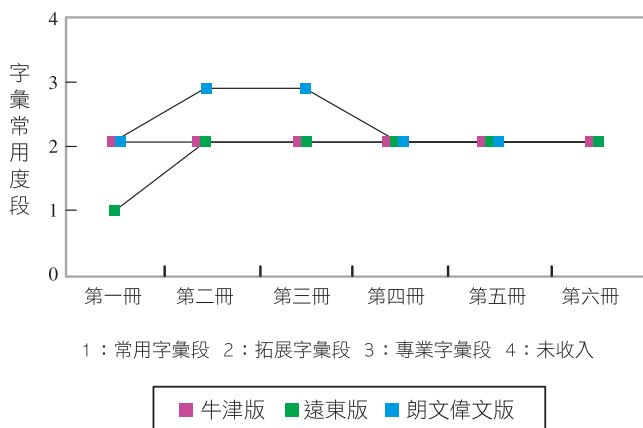 4
3
2
1
0
字彙常用度段
第一冊 第二冊 第三冊 第四冊 第五冊 第六冊
1：常用字彙段 2：拓展字彙段 3：專業字彙段 4：未收入
牛津版 遠東版 朗文偉文版